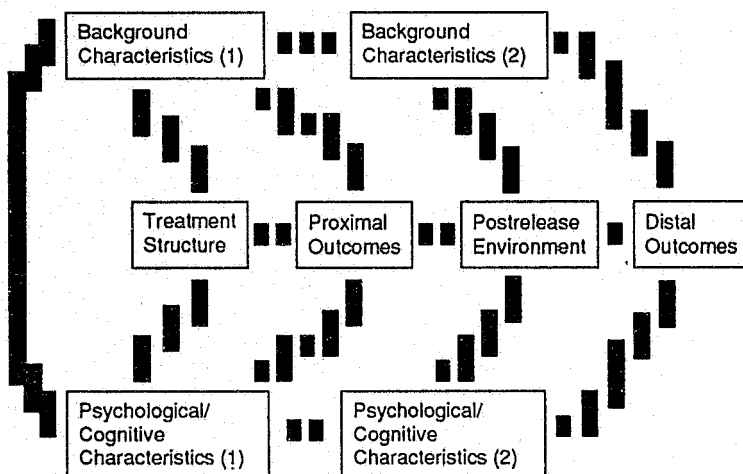 Background
Characteristics (1)
Background
Characteristics (2)
Treatment
Structure
Proximal
Outcomes
Postrelease
Environment
Distal
Outcomes
Psychological/
Cognitive
Characteristics (1)
Psychological/
Cognitive
Characteristics (2)